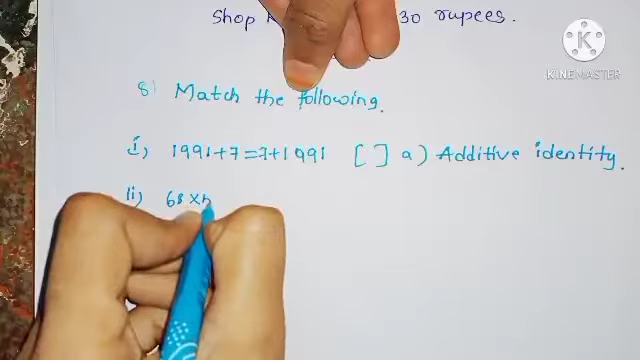 Shop 30 rupees.
KINEMASTER
8) Match the following.
i) 1991+7=7+1991 [ ] a) Additive identity.
ii) 68 ×